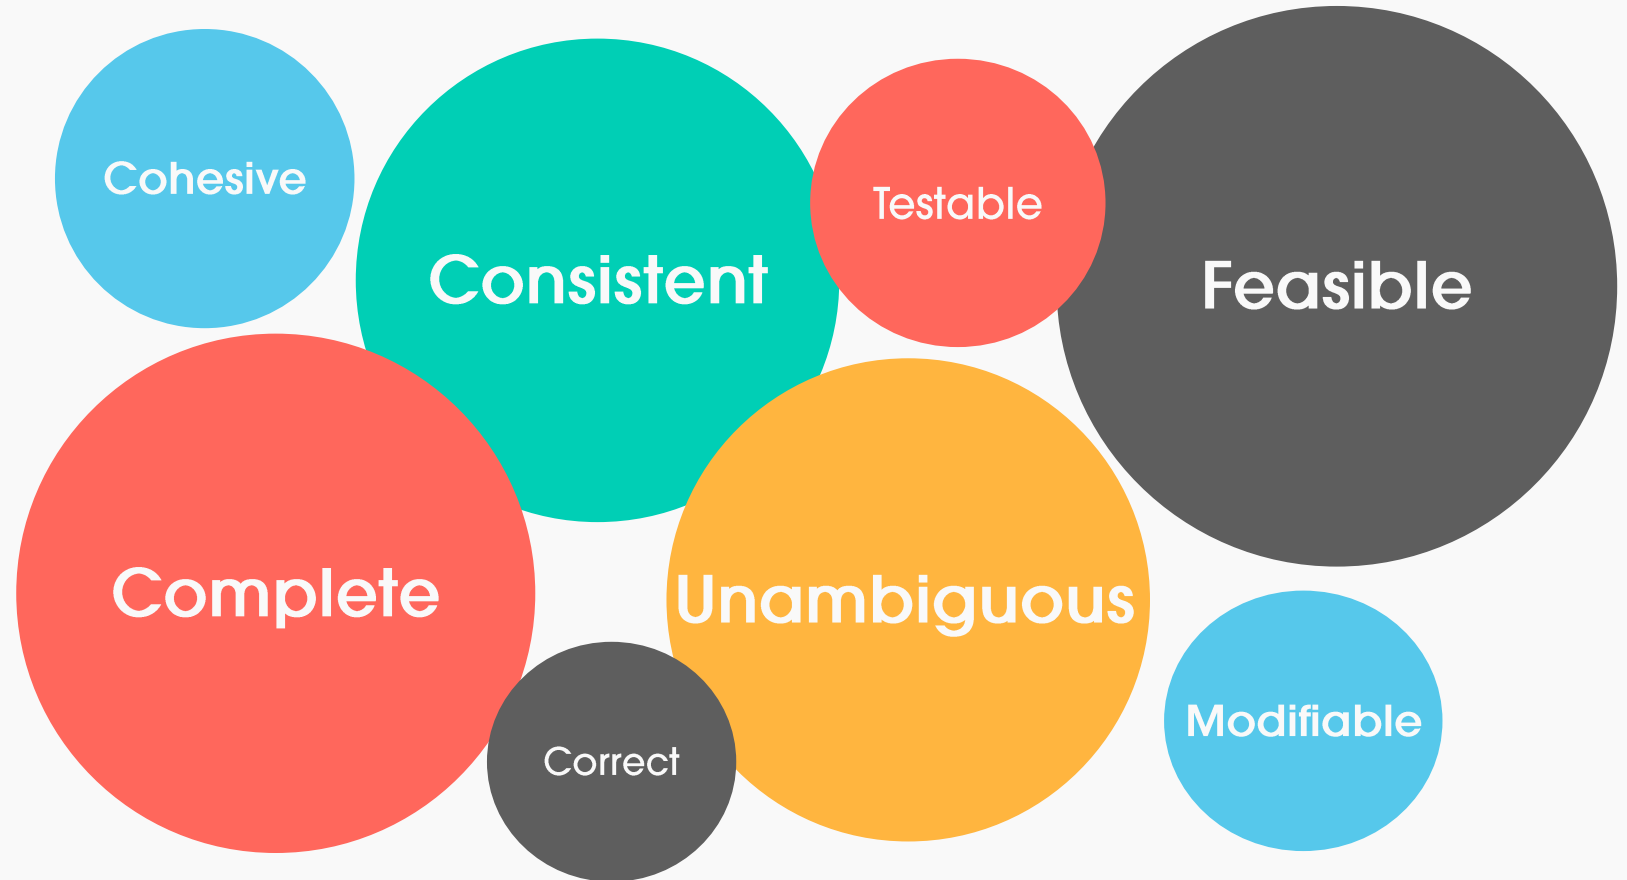 Cohesive
Consistent
Testable
Feasible
Complete
Unambiguous
Correct
Modifiable